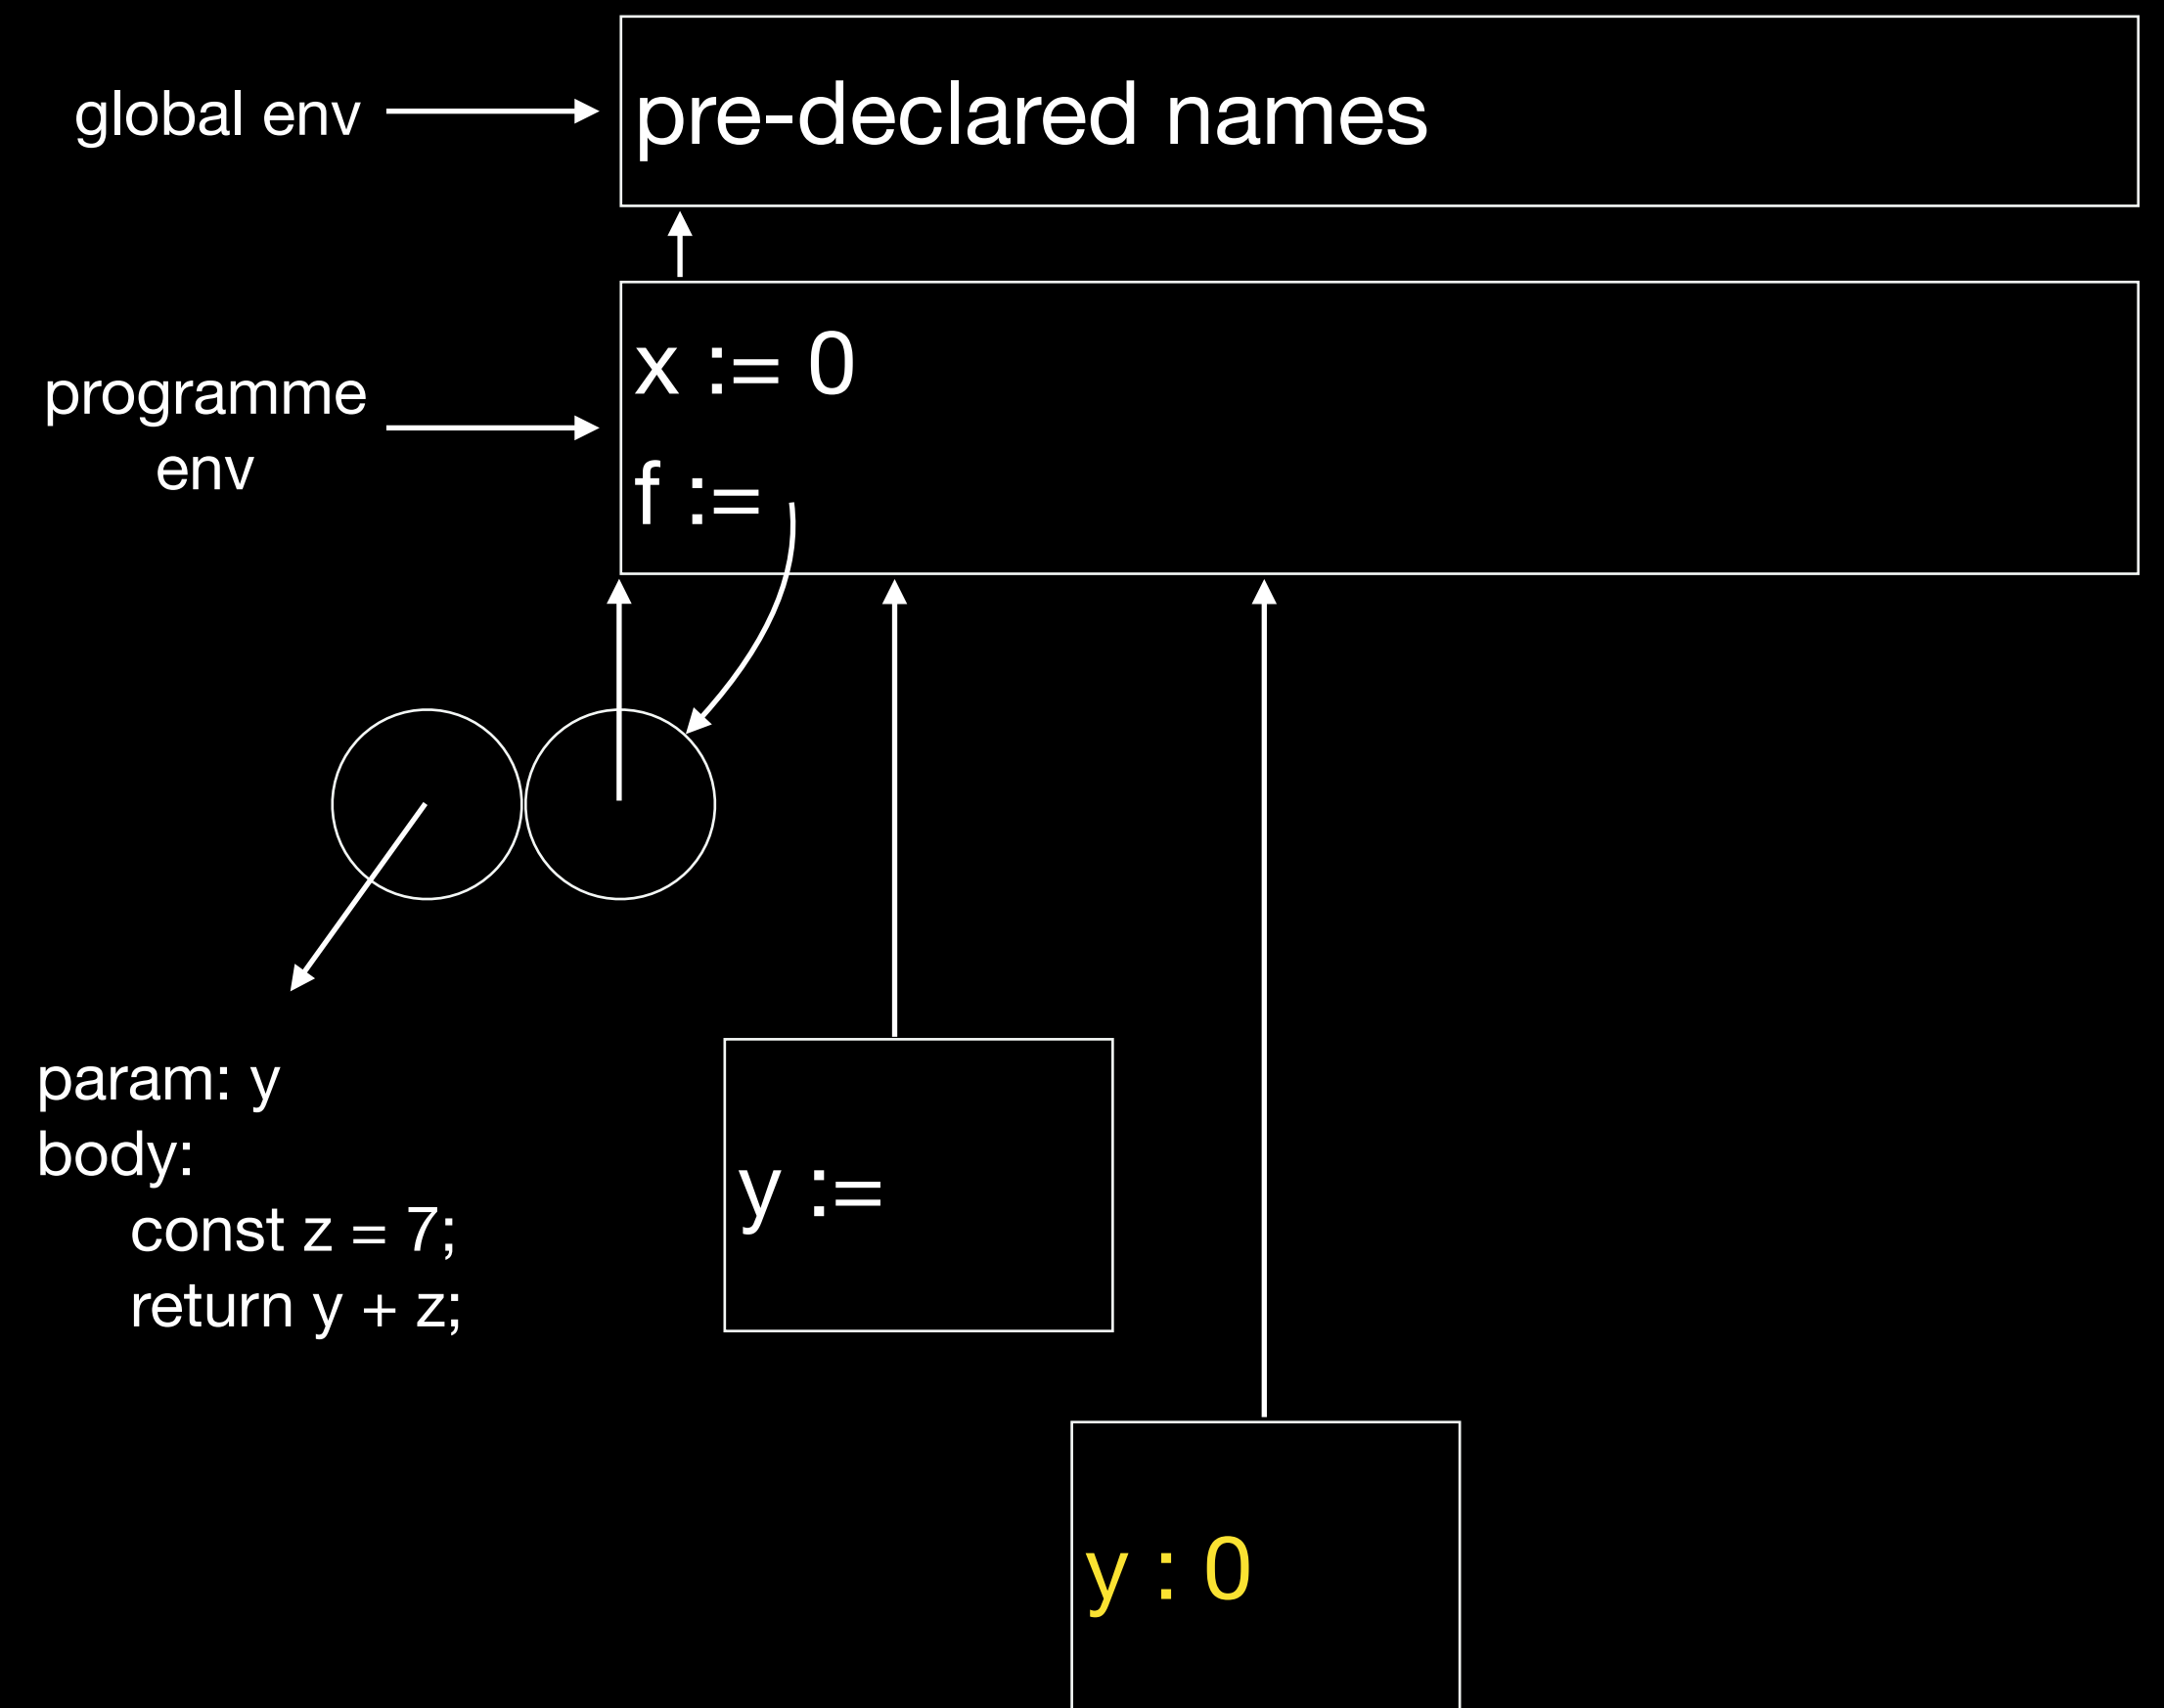 global env
pre-declared names
programme
env
x := 0
f :=
param: y
body:
const z = 7;
return y + z;
y :=
y : 0